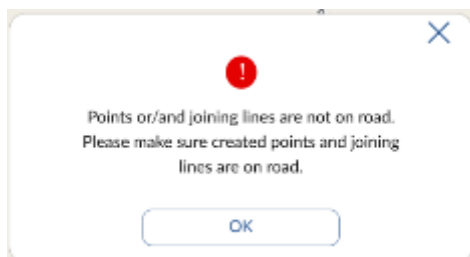 Points or/and joining lines are not on road.
Please make sure created points and joining
lines are on road.
OK